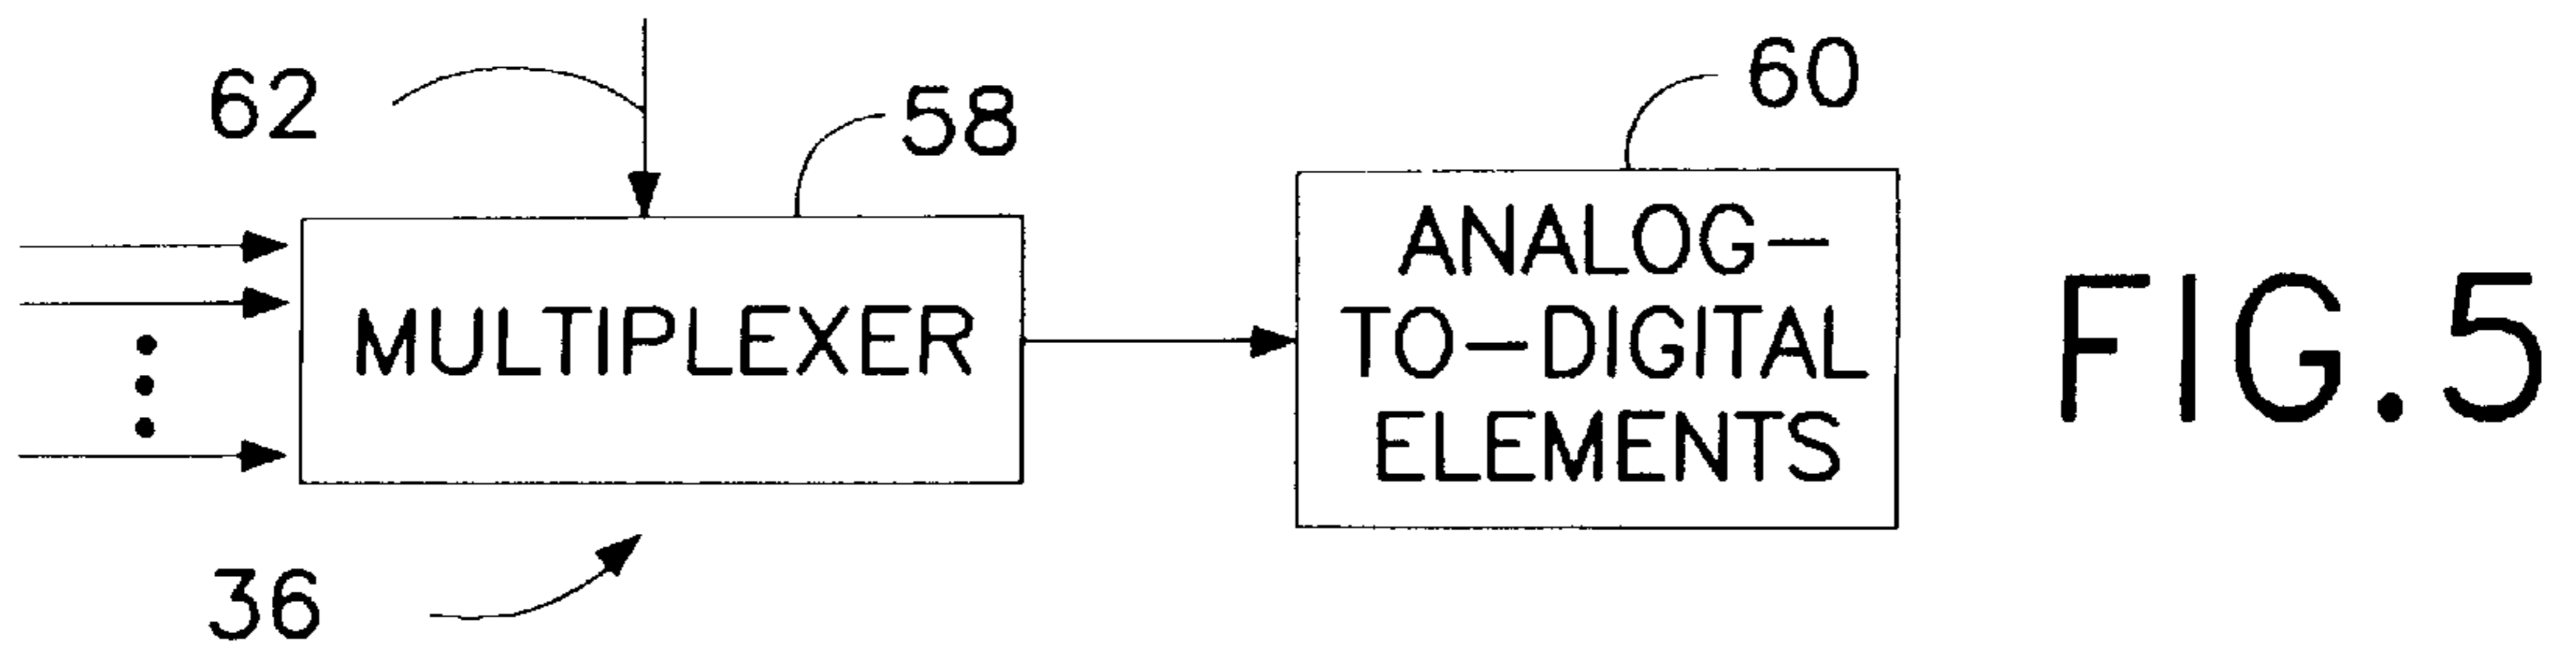 62
58
60
MULTIPLEXER
ANALOG-
TO-DIGITAL
ELEMENTS
FIG.5
36